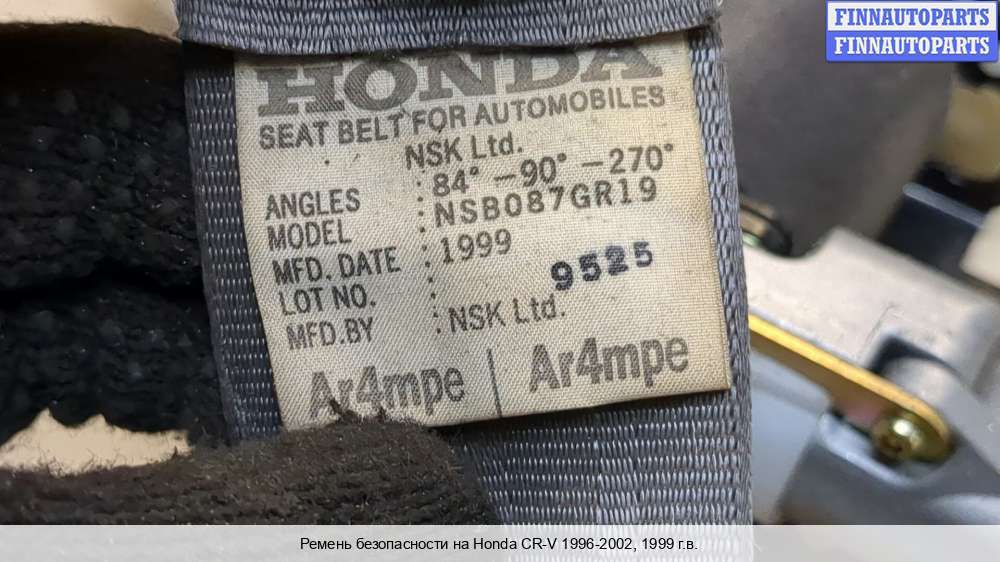 FINNAUTOPARTS
FINNAUTOPARTS
HONDA
SEAT BELT FOR AUTOMOBILES
NSK Ltd.
ANGLES : 84° -90° -270°
MODEL : NSB087GR19
MFD. DATE : 1999
LOT NO. : 9525
MFD.BY : NSK Ltd.
Ar4mpe | Ar4mpe
Ремень безопасности на Honda CR-V 1996-2002, 1999 г.в.